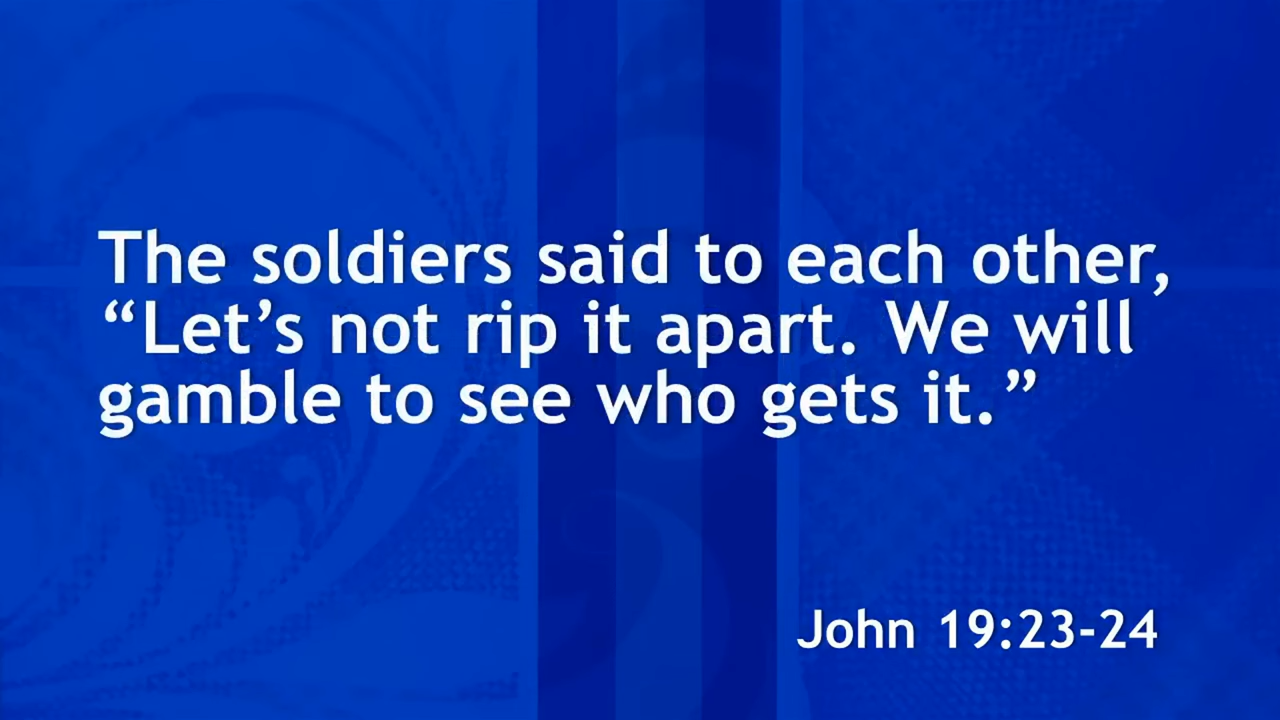 The soldiers said to each other,
“Let’s not rip it apart. We will
gamble to see who gets it.”
John 19:23-24